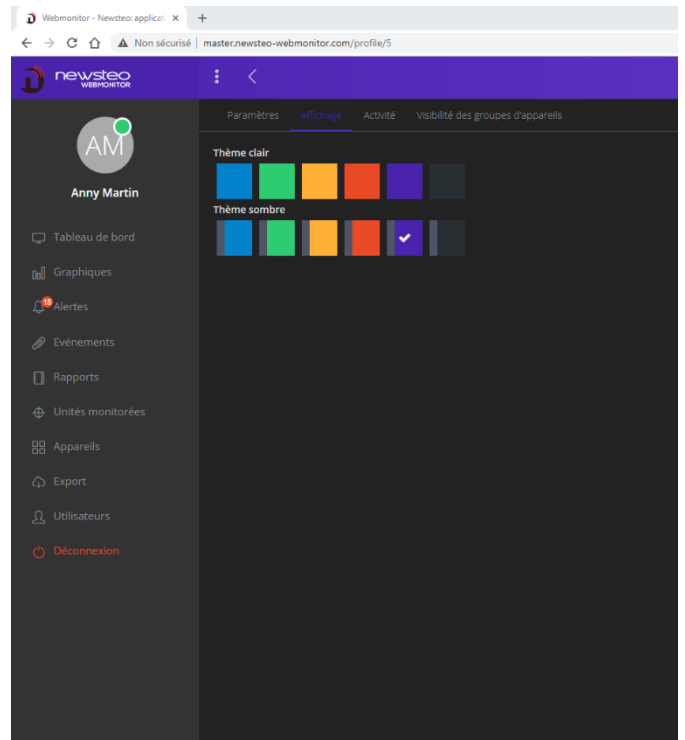 Webmonitor - Newsteo: applicati
Non sécurisé | master.newsteo-webmonitor.com/profile/5
newsteo
WEBMONITOR
Paramètres Affichage Activité Visibilité des groupes d'appareils
AM
Anny Martin
Thème clair
Thème sombre
Tableau de bord
Graphiques
18
Alertes
Evénements
Rapports
Unités monitorées
Appareils
Export
Utilisateurs
Déconnexion